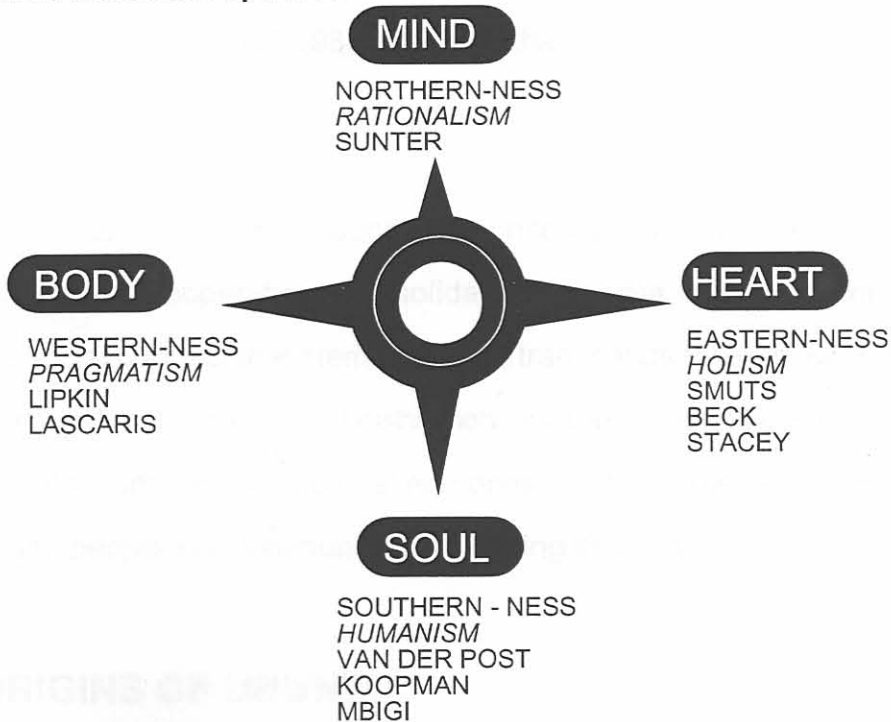 MIND
NORTHERN-NESS
RATIONALISM
SUNTER
BODY
WESTERN-NESS
PRAGMATISM
LIPKIN
LASCARIS
HEART
EASTERN-NESS
HOLISM
SMUTS
BECK
STACEY
SOUL
SOUTHERN - NESS
HUMANISM
VAN DER POST
KOOPMAN
MBIGI